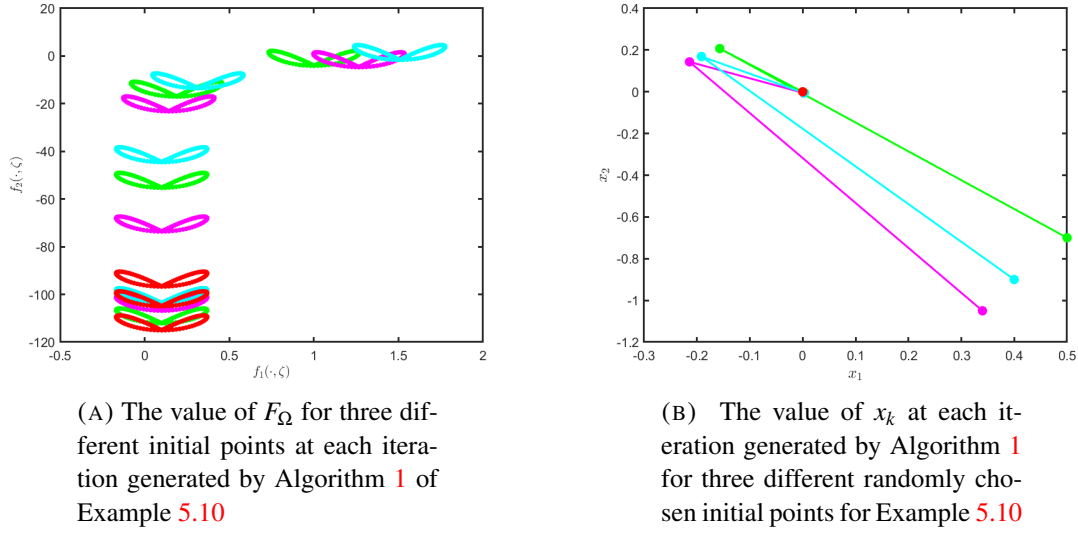 20
0
-20
-40
-60
-80
-100
-120
-0.5
0
0.5
1
1.5
2
f₂(·, ζ)
f₁(·, ζ)
0.4
0.2
0
-0.2
-0.4
-0.6
-0.8
-1
-1.2
-0.3
-0.2
-0.1
0
0.1
0.2
0.3
0.4
0.5
x₂
x₁
(A) The value of F_Ω for three dif-
ferent initial points at each itera-
tion generated by Algorithm 1 of
Example 5.10
(B) The value of x_k at each it-
eration generated by Algorithm 1
for three different randomly cho-
sen initial points for Example 5.10